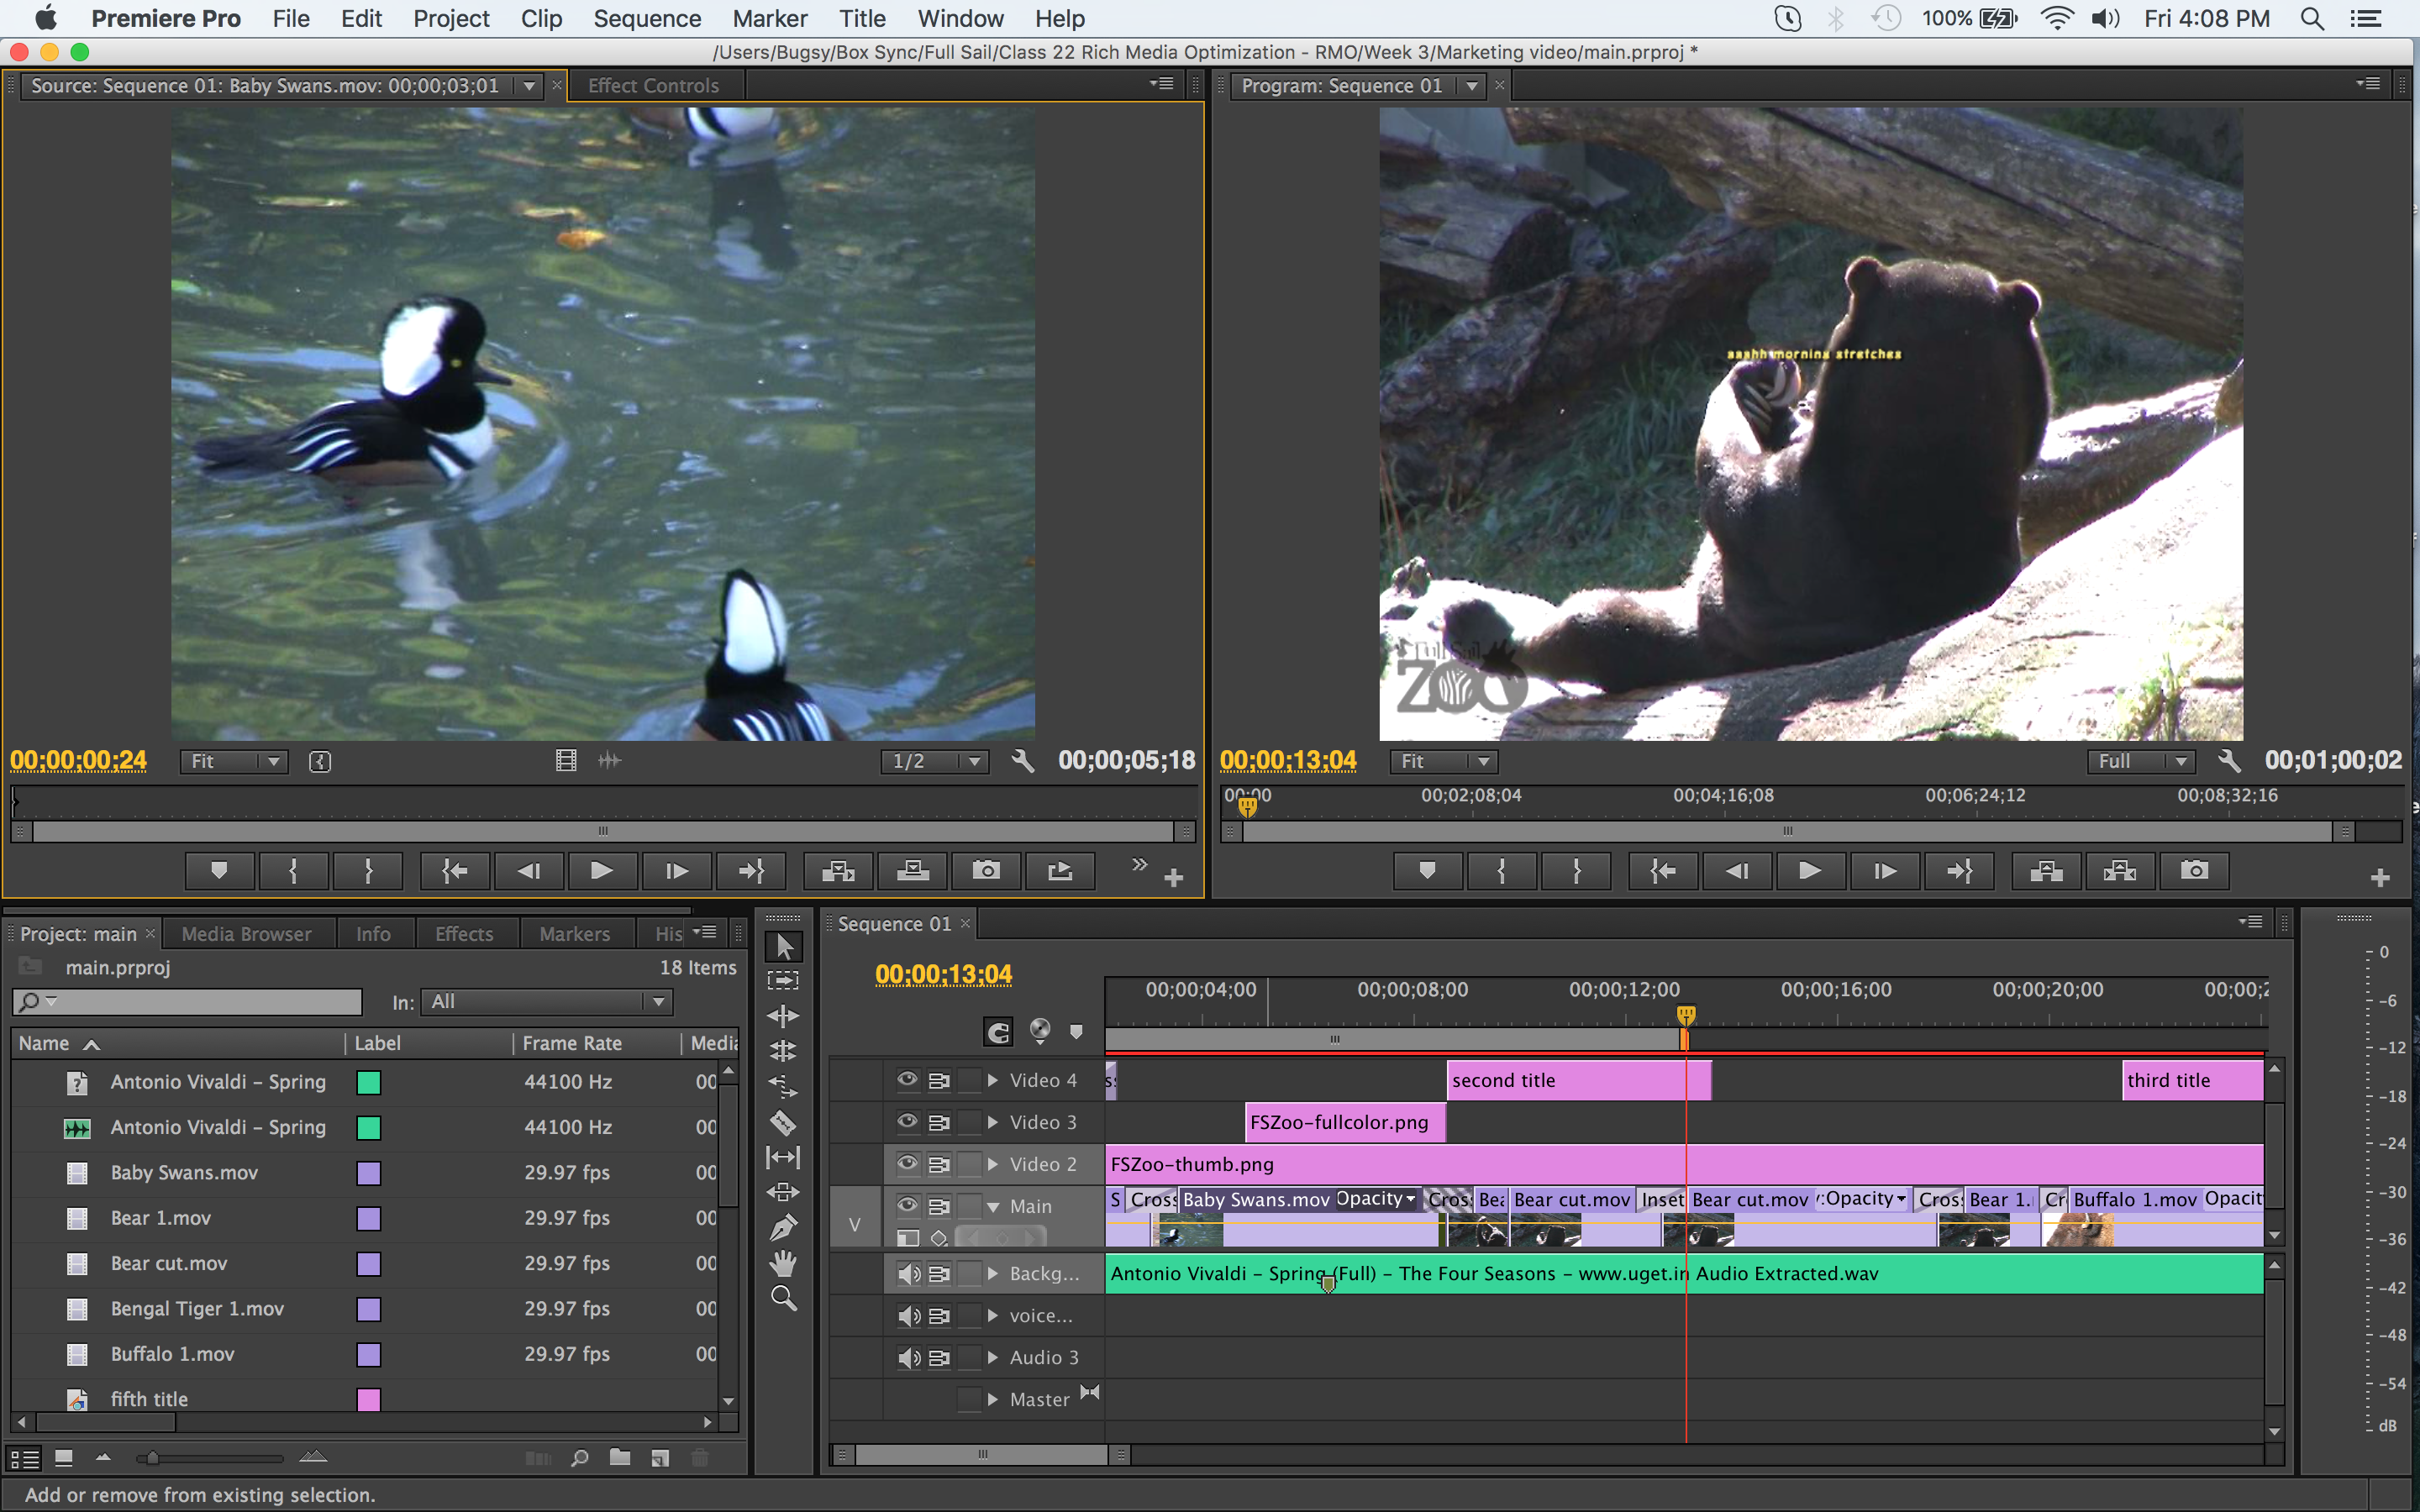 Premiere Pro File Edit Project Clip Sequence Marker Title Window Help 100% Fri 4:08 PM
/Users/Bugsy/Box Sync/Full Sail/Class 22 Rich Media Optimization - RMO/Week 3/Marketing video/main.prproj *
Source: Sequence 01: Baby Swans.mov: 00;00;03;01 Effect Controls
Program: Sequence 01
aaahh morning stretches
Full Sail
ZOO
00;00;00;24 Fit 1/2 00;00;05;18
00;00;13;04 Fit Full 00;01;00;02
00;00 00;02;08;04 00;04;16;08 00;06;24;12 00;08;32;16
Project: main Media Browser Info Effects Markers His
main.prproj 18 Items
In: All
Name Label Frame Rate Media
Antonio Vivaldi – Spring 44100 Hz 00
Antonio Vivaldi – Spring 44100 Hz 00
Baby Swans.mov 29.97 fps 00
Bear 1.mov 29.97 fps 00
Bear cut.mov 29.97 fps 00
Bengal Tiger 1.mov 29.97 fps 00
Buffalo 1.mov 29.97 fps 00
fifth title
Sequence 01
00;00;13;04
00;00;04;00 00;00;08;00 00;00;12;00 00;00;16;00 00;00;20;00 00;00;2
Video 4 second title third title
Video 3 FSZoo-fullcolor.png
Video 2 FSZoo-thumb.png
V Main S Cross Baby Swans.mov Opacity Cros Bea Bear cut.mov Inset Bear cut.mov :Opacity Cros Bear 1. Cr Buffalo 1.mov Opacit
Backg... Antonio Vivaldi – Spring (Full) – The Four Seasons – www.uget.in Audio Extracted.wav
voice...
Audio 3
Master
0
-6
-12
-18
-24
-30
-36
-42
-48
-54
dB
Add or remove from existing selection.